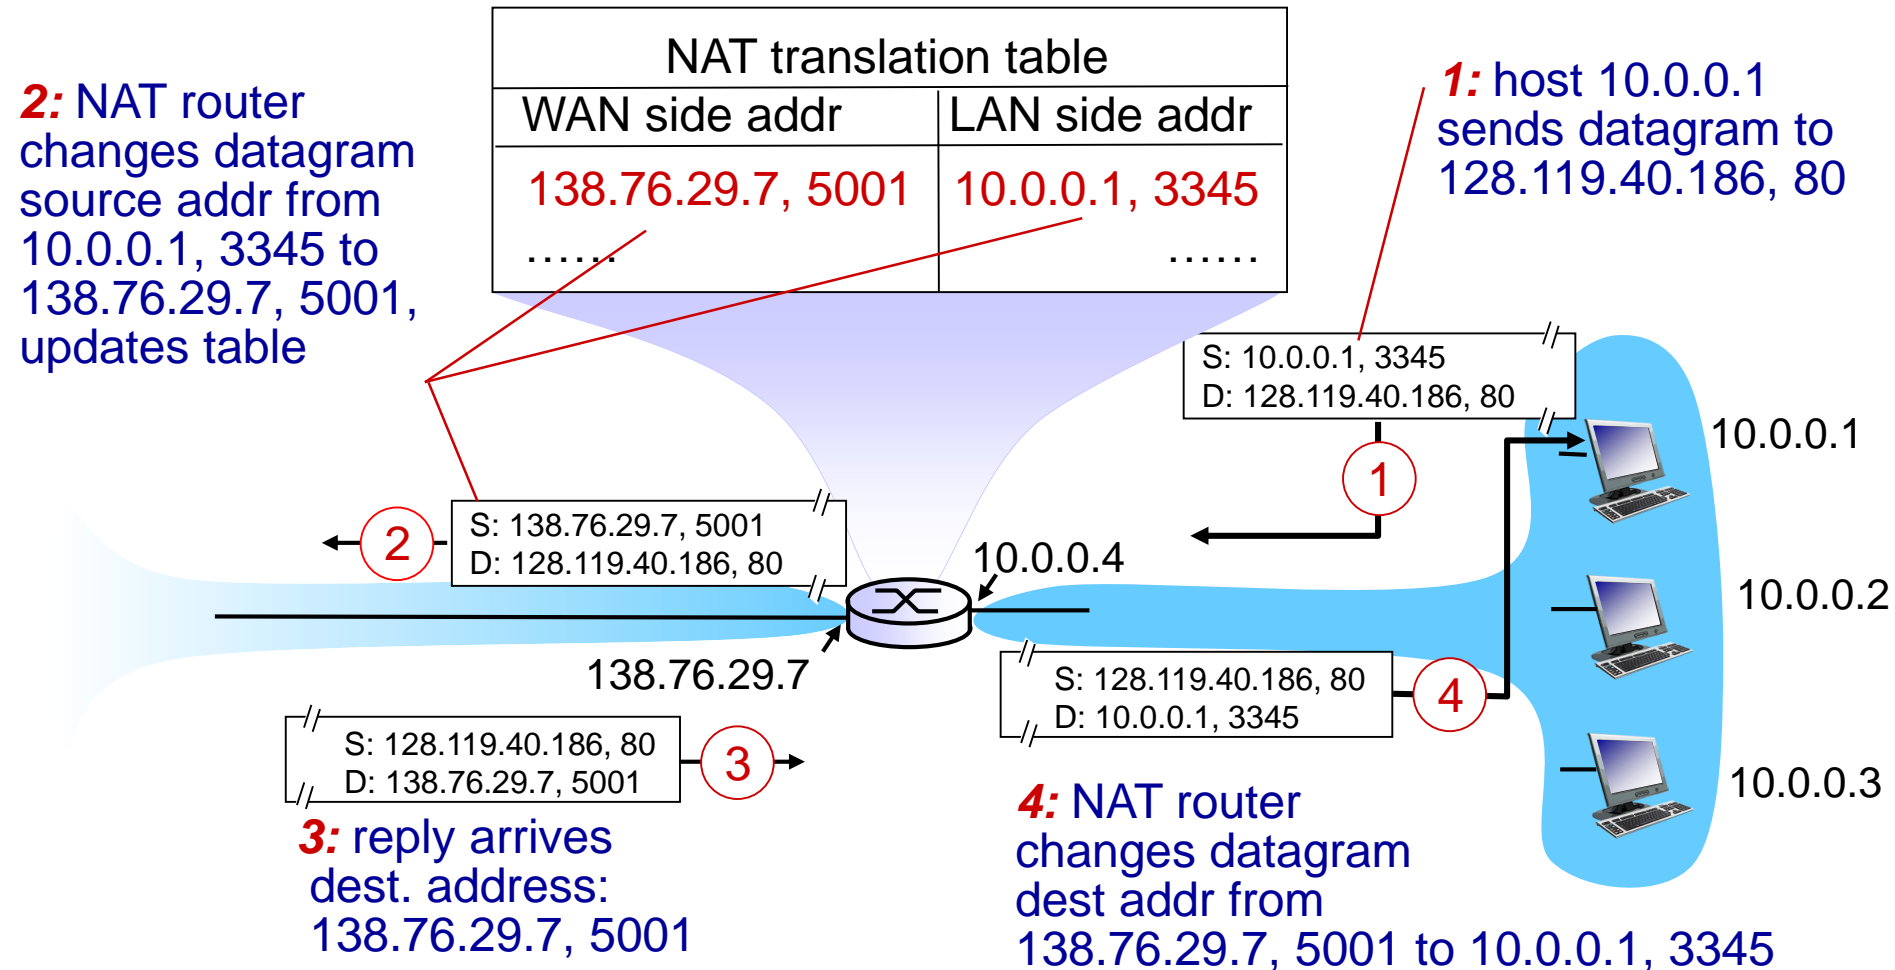 NAT translation table
WAN side addr LAN side addr
138.76.29.7, 5001 10.0.0.1, 3345
...... ......
2: NAT router
changes datagram
source addr from
10.0.0.1, 3345 to
138.76.29.7, 5001,
updates table
1: host 10.0.0.1
sends datagram to
128.119.40.186, 80
S: 10.0.0.1, 3345
D: 128.119.40.186, 80
1
10.0.0.1
S: 138.76.29.7, 5001
D: 128.119.40.186, 80
2
10.0.0.4
10.0.0.2
138.76.29.7
S: 128.119.40.186, 80
D: 10.0.0.1, 3345
4
S: 128.119.40.186, 80
D: 138.76.29.7, 5001
3
10.0.0.3
3: reply arrives
dest. address:
138.76.29.7, 5001
4: NAT router
changes datagram
dest addr from
138.76.29.7, 5001 to 10.0.0.1, 3345